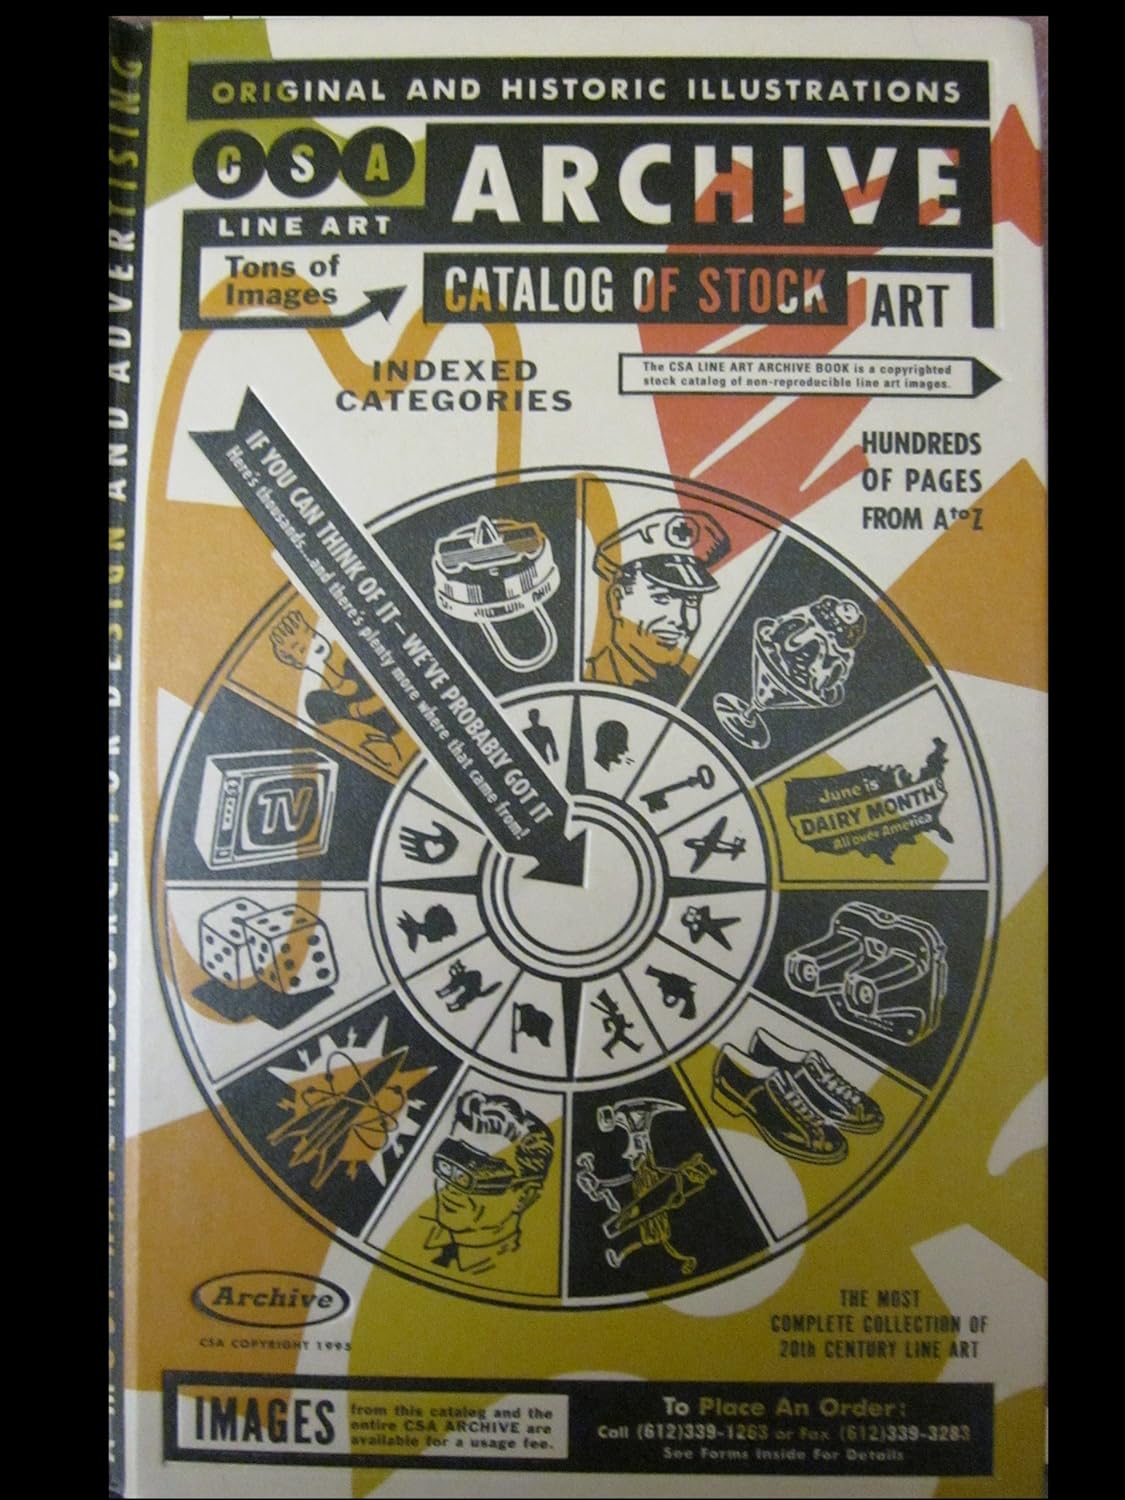 ORIGINAL AND HISTORIC ILLUSTRATIONS
CSA
LINE ART
ARCHIVE
Tons of
Images
CATALOG OF STOCK
ART
INDEXED
CATEGORIES
The CSA LINE ART ARCHIVE BOOK is a copyrighted
stock catalog of non-reproducible line art images.
HUNDREDS
OF PAGES
FROM A to Z
IF YOU CAN THINK OF IT—WE'VE PROBABLY GOT IT
Here's thousands...and there's plenty more where that came from!
June is
DAIRY MONTH
All over America
TV
Archive
CSA COPYRIGHT 1995
THE MOST
COMPLETE COLLECTION OF
20th CENTURY LINE ART
IMAGES
from this catalog and the
entire CSA ARCHIVE are
available for a usage fee.
To Place An Order:
Call (612)339-1263 or Fax (612)339-3283
See Forms Inside For Details
FOR DESIGN AND ADVERTISING